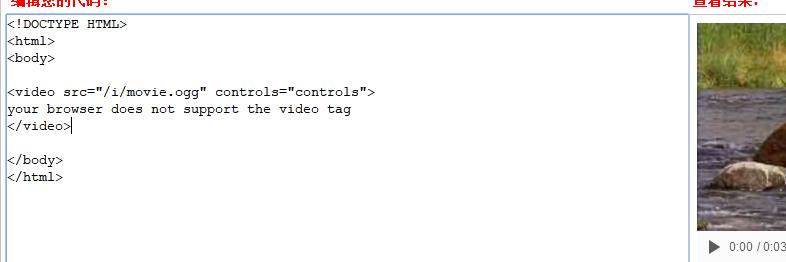 编辑您的代码：
查看结果：
<!DOCTYPE HTML>
<html>
<body>
<video src="/i/movie.ogg" controls="controls">
your browser does not support the video tag
</video>
</body>
</html>
0:00 / 0:03